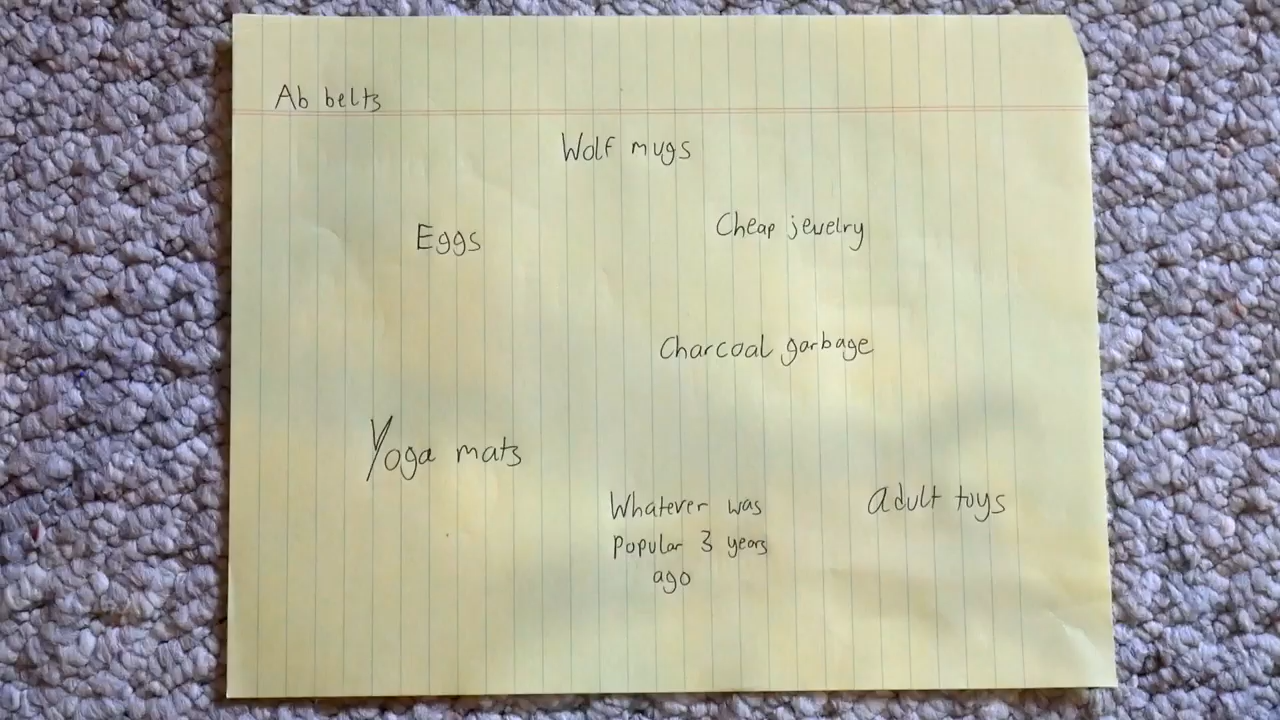 Ab belts
Wolf mugs
Eggs
Cheap jewelry
Charcoal garbage
Yoga mats
Whatever was
popular 3 years
ago
adult toys